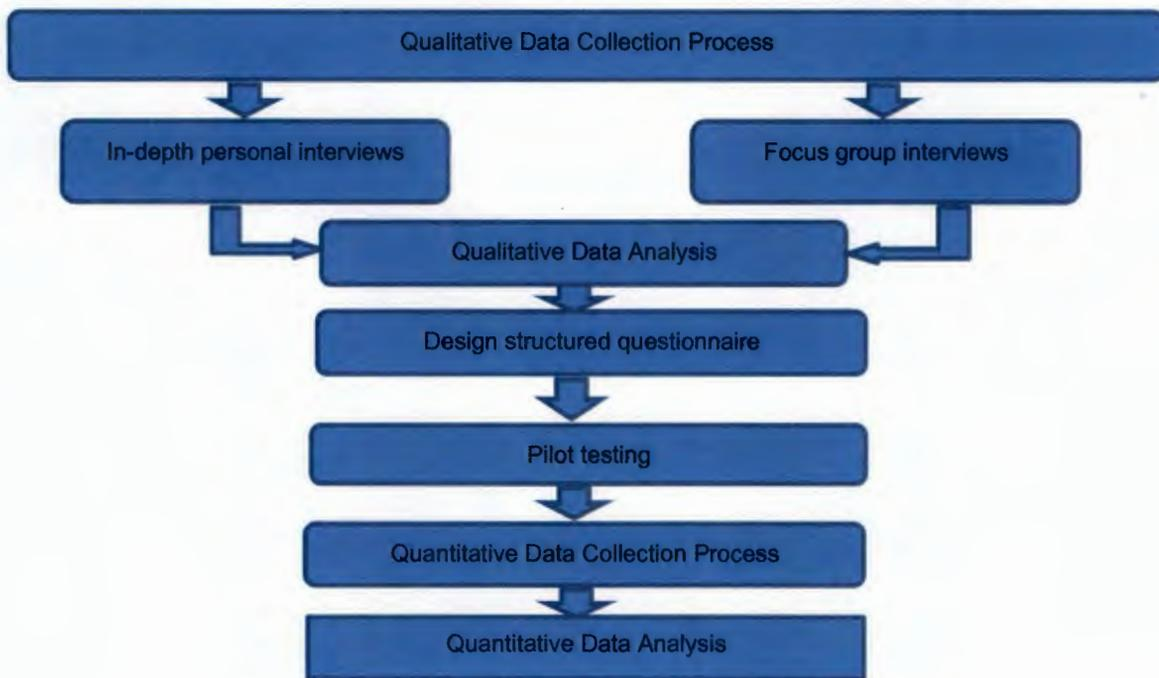 Qualitative Data Collection Process
In-depth personal interviews
Focus group interviews
Qualitative Data Analysis
Design structured questionnaire
Pilot testing
Quantitative Data Collection Process
Quantitative Data Analysis